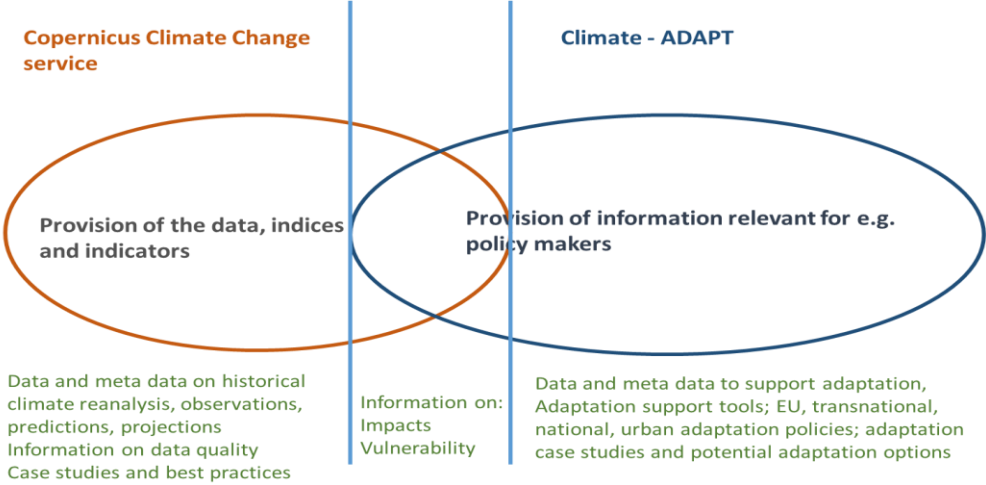 Copernicus Climate Change
service
Climate - ADAPT
Provision of the data, indices
and indicators
Provision of information relevant for e.g.
policy makers
Data and meta data on historical
climate reanalysis, observations,
predictions, projections
Information on data quality
Case studies and best practices
Information on:
Impacts
Vulnerability
Data and meta data to support adaptation,
Adaptation support tools; EU, transnational,
national, urban adaptation policies; adaptation
case studies and potential adaptation options